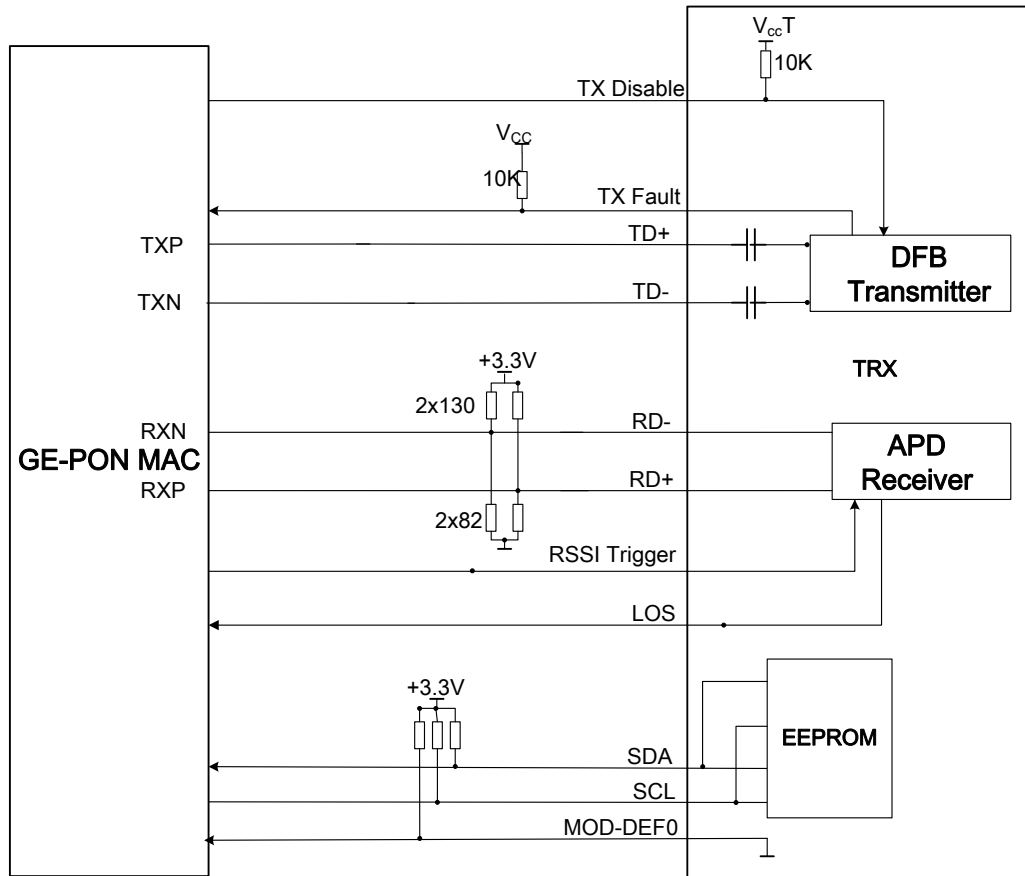 VccT
10K
TX Disable
VCC
10K
TX Fault
TXP
TD+
DFB
Transmitter
TXN
TD-
+3.3V
TRX
2x130
RXN
RD-
APD
Receiver
GE-PON MAC
RXP
RD+
2x82
RSSI Trigger
LOS
+3.3V
EEPROM
SDA
SCL
MOD-DEF0